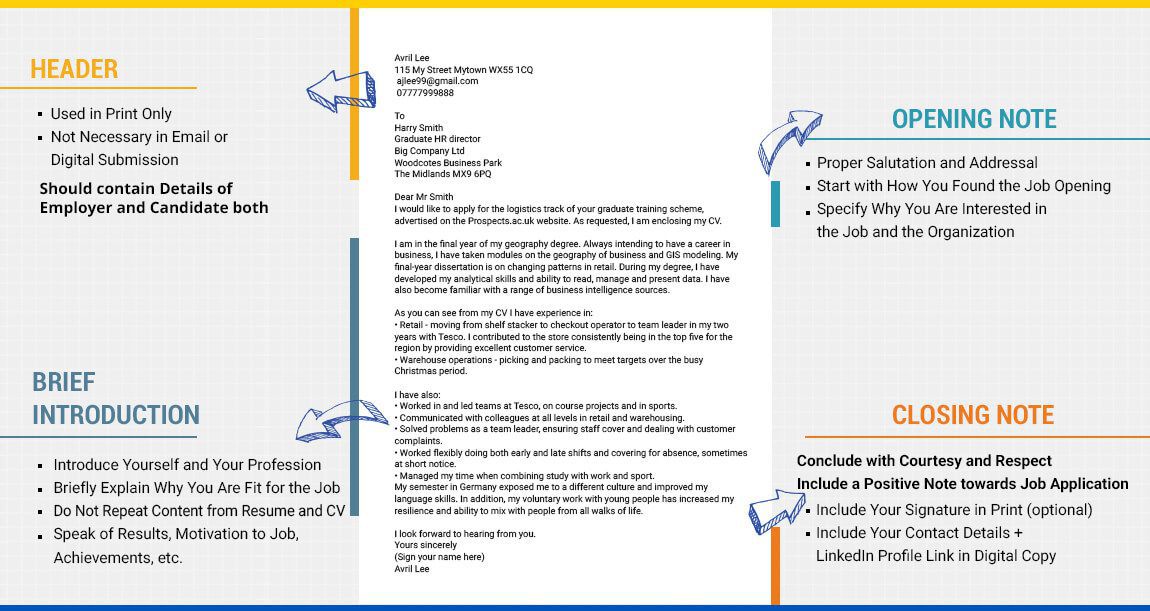 HEADER
▪ Used in Print Only
▪ Not Necessary in Email or
Digital Submission
Should contain Details of
Employer and Candidate both
BRIEF
INTRODUCTION
▪ Introduce Yourself and Your Profession
▪ Briefly Explain Why You Are Fit for the Job
▪ Do Not Repeat Content from Resume and CV
▪ Speak of Results, Motivation to Job,
Achievements, etc.
Avril Lee
115 My Street Mytown WX55 1CQ
ajlee99@gmail.com
07777999888
To
Harry Smith
Graduate HR director
Big Company Ltd
Woodcotes Business Park
The Midlands MX9 6PQ
Dear Mr Smith
I would like to apply for the logistics track of your graduate training scheme,
advertised on the Prospects.ac.uk website. As requested, I am enclosing my CV.
I am in the final year of my geography degree. Always intending to have a career in
business, I have taken modules on the geography of business and GIS modeling. My
final-year dissertation is on changing patterns in retail. During my degree, I have
developed my analytical skills and ability to read, manage and present data. I have
also become familiar with a range of business intelligence sources.
As you can see from my CV I have experience in:
• Retail - moving from shelf stacker to checkout operator to team leader in my two
years with Tesco. I contributed to the store consistently being in the top five for the
region by providing excellent customer service.
• Warehouse operations - picking and packing to meet targets over the busy
Christmas period.
I have also:
• Worked in and led teams at Tesco, on course projects and in sports.
• Communicated with colleagues at all levels in retail and warehousing.
• Solved problems as a team leader, ensuring staff cover and dealing with customer
complaints.
• Worked flexibly doing both early and late shifts and covering for absence, sometimes
at short notice.
• Managed my time when combining study with work and sport.
My semester in Germany exposed me to a different culture and improved my
language skills. In addition, my voluntary work with young people has increased my
resilience and ability to mix with people from all walks of life.
I look forward to hearing from you.
Yours sincerely
(Sign your name here)
Avril Lee
OPENING NOTE
▪ Proper Salutation and Addressal
▪ Start with How You Found the Job Opening
▪ Specify Why You Are Interested in
the Job and the Organization
CLOSING NOTE
Conclude with Courtesy and Respect
Include a Positive Note towards Job Application
▪ Include Your Signature in Print (optional)
▪ Include Your Contact Details +
LinkedIn Profile Link in Digital Copy